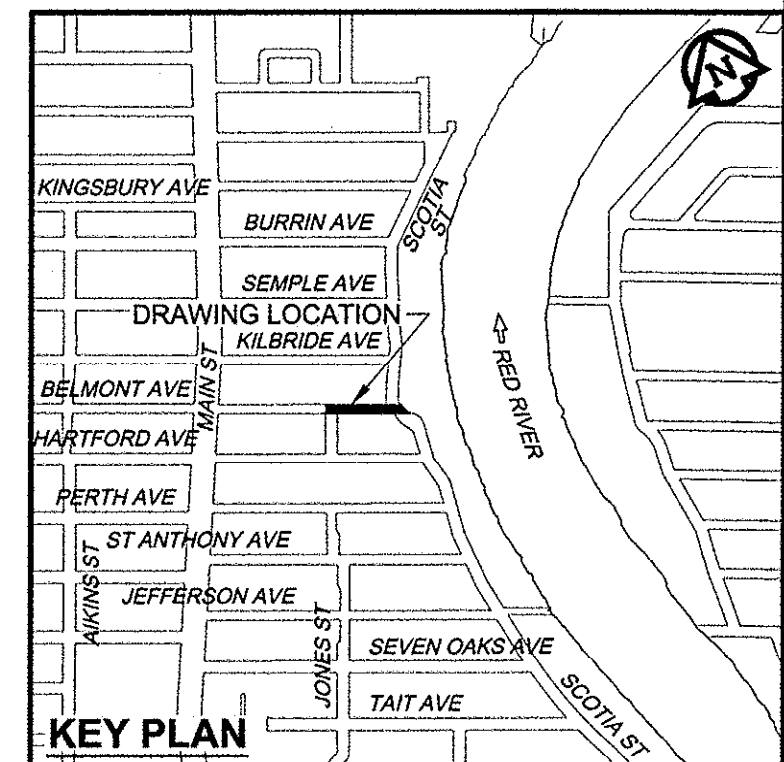 N
KINGSBURY AVE
BURRIN AVE
SCOTIA
ST
SEMPLE AVE
DRAWING LOCATION
KILBRIDE AVE
MAIN ST
RED RIVER
BELMONT AVE
HARTFORD AVE
PERTH AVE
ST ANTHONY AVE
AIKINS ST
JEFFERSON AVE
JONES ST
SEVEN OAKS AVE
TAIT AVE
SCOTIA ST
KEY PLAN